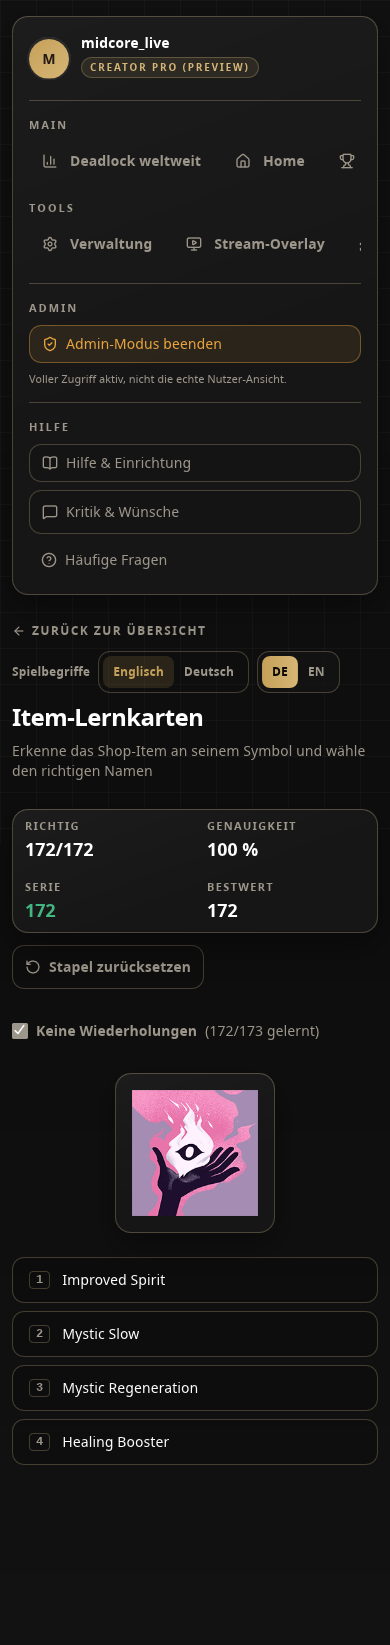 M
midcore_live
CREATOR PRO (PREVIEW)
MAIN
Deadlock weltweit
Home
TOOLS
Verwaltung
Stream-Overlay
ADMIN
Admin-Modus beenden
Voller Zugriff aktiv, nicht die echte Nutzer-Ansicht.
HILFE
Hilfe & Einrichtung
Kritik & Wünsche
Häufige Fragen
← ZURÜCK ZUR ÜBERSICHT
Spielbegriffe Englisch Deutsch DE EN
Item-Lernkarten
Erkenne das Shop-Item an seinem Symbol und wähle
den richtigen Namen
RICHTIG
172/172
GENAUIGKEIT
100 %
SERIE
172
BESTWERT
172
Stapel zurücksetzen
Keine Wiederholungen (172/173 gelernt)
1 Improved Spirit
2 Mystic Slow
3 Mystic Regeneration
4 Healing Booster